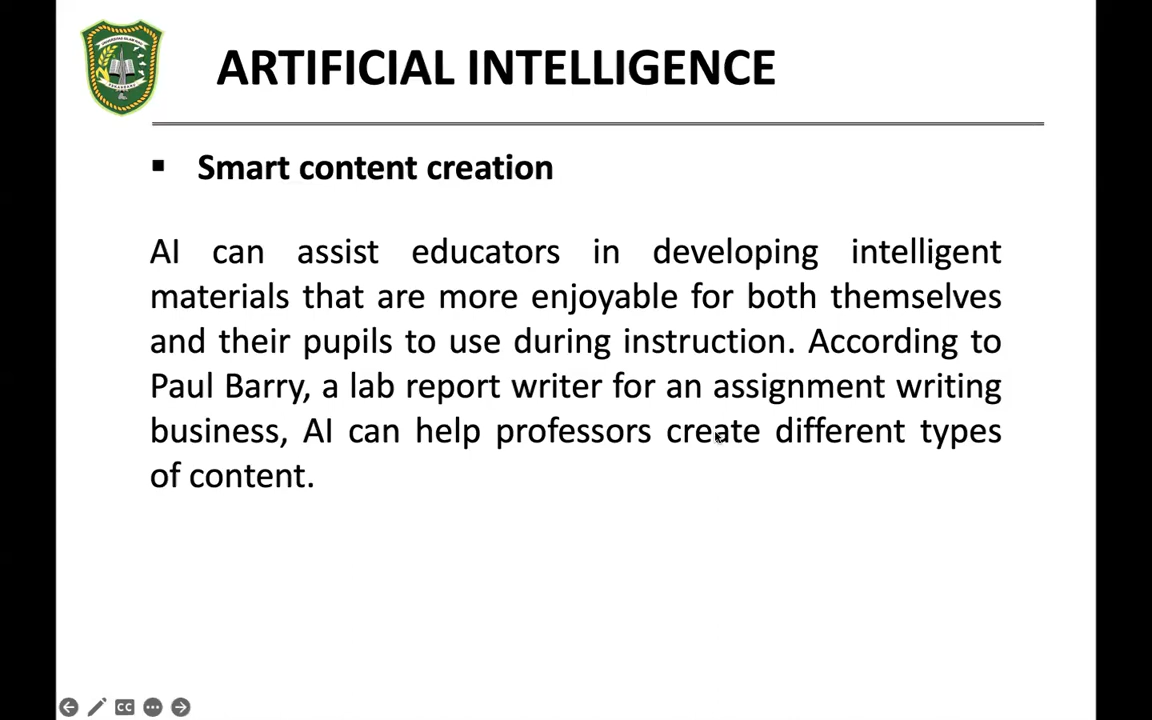 ARTIFICIAL INTELLIGENCE
▪ Smart content creation
AI can assist educators in developing intelligent
materials that are more enjoyable for both themselves
and their pupils to use during instruction. According to
Paul Barry, a lab report writer for an assignment writing
business, AI can help professors create different types
of content.
CC